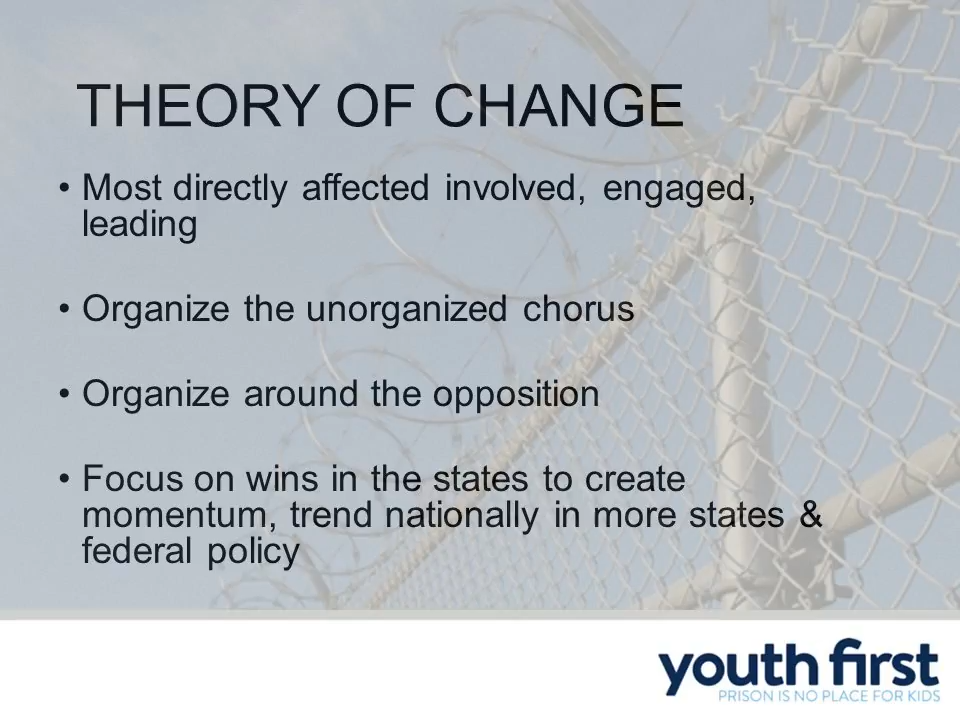 THEORY OF CHANGE
• Most directly affected involved, engaged,
leading
• Organize the unorganized chorus
• Organize around the opposition
• Focus on wins in the states to create
momentum, trend nationally in more states &
federal policy
youth first
PRISON IS NO PLACE FOR KIDS